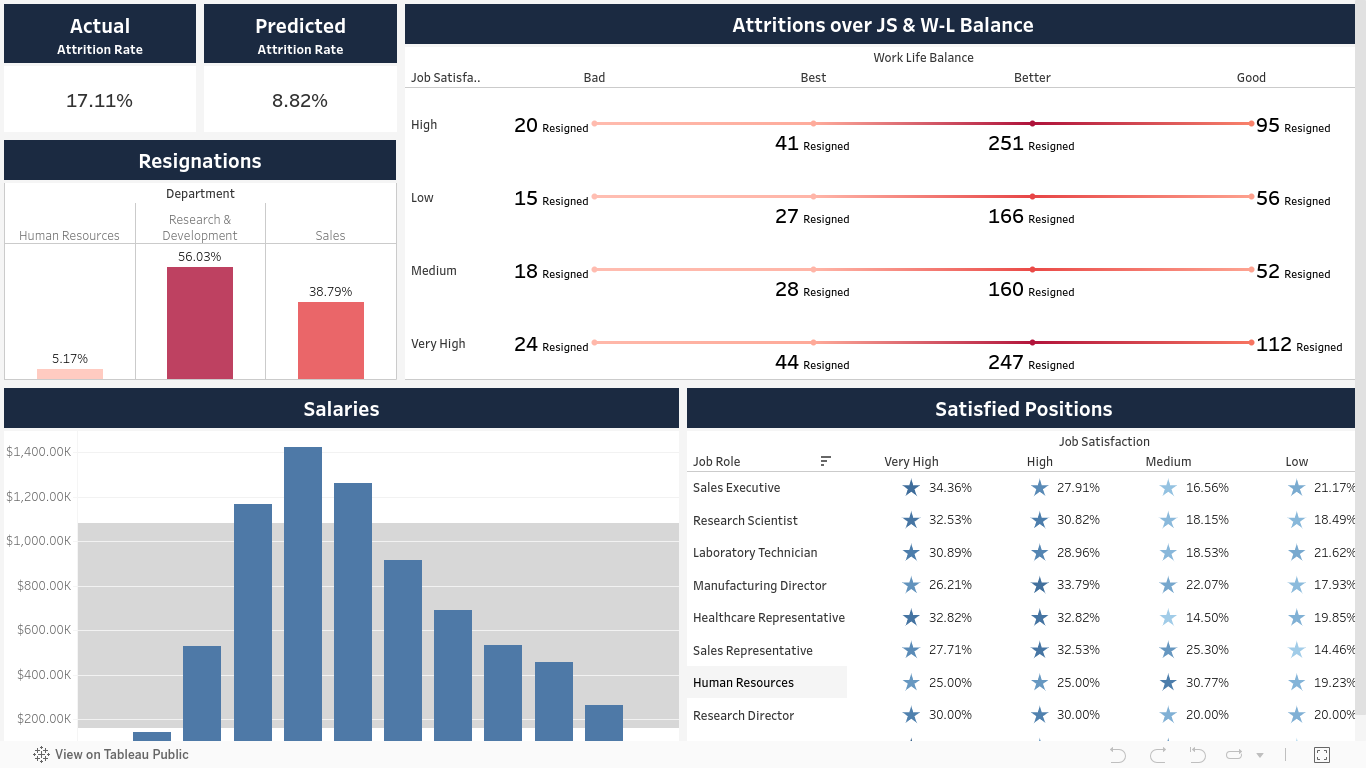 Actual
Attrition Rate
17.11%
Predicted
Attrition Rate
8.82%
Resignations
Department
Human Resources
Research &
Development
Sales
5.17%
56.03%
38.79%
Attritions over JS & W-L Balance
Work Life Balance
Job Satisfa.. Bad Best Better Good
High 20 Resigned 41 Resigned 251 Resigned 95 Resigned
Low 15 Resigned 27 Resigned 166 Resigned 56 Resigned
Medium 18 Resigned 28 Resigned 160 Resigned 52 Resigned
Very High 24 Resigned 44 Resigned 247 Resigned 112 Resigned
Salaries
$1,400.00K
$1,200.00K
$1,000.00K
$800.00K
$600.00K
$400.00K
$200.00K
Satisfied Positions
Job Satisfaction
Job Role Very High High Medium Low
Sales Executive 34.36% 27.91% 16.56% 21.17%
Research Scientist 32.53% 30.82% 18.15% 18.49%
Laboratory Technician 30.89% 28.96% 18.53% 21.62%
Manufacturing Director 26.21% 33.79% 22.07% 17.93%
Healthcare Representative 32.82% 32.82% 14.50% 19.85%
Sales Representative 27.71% 32.53% 25.30% 14.46%
Human Resources 25.00% 25.00% 30.77% 19.23%
Research Director 30.00% 30.00% 20.00% 20.00%
View on Tableau Public